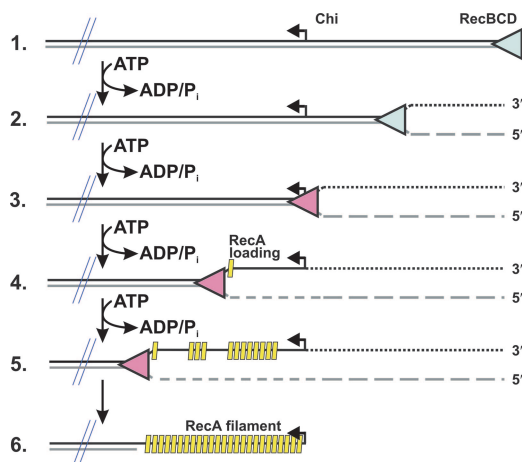 Chi RecBCD
1.
ATP
ADP/Pi
2. 3'
5'
ATP
ADP/Pi
3. 3'
5'
ATP
ADP/Pi
RecA
loading
4. 3'
5'
ATP
ADP/Pi
5. 3'
5'
RecA filament
6.